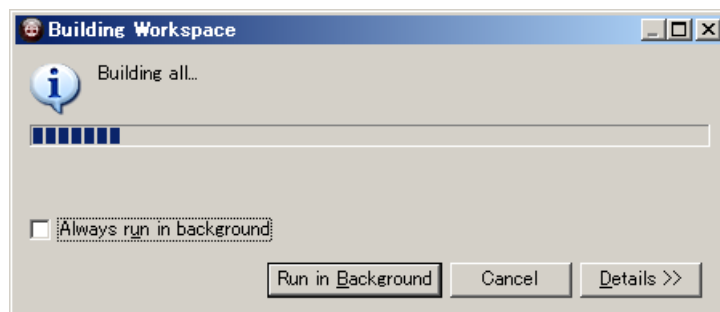 Building Workspace
Building all...
Always run in background
Run in Background Cancel Details >>